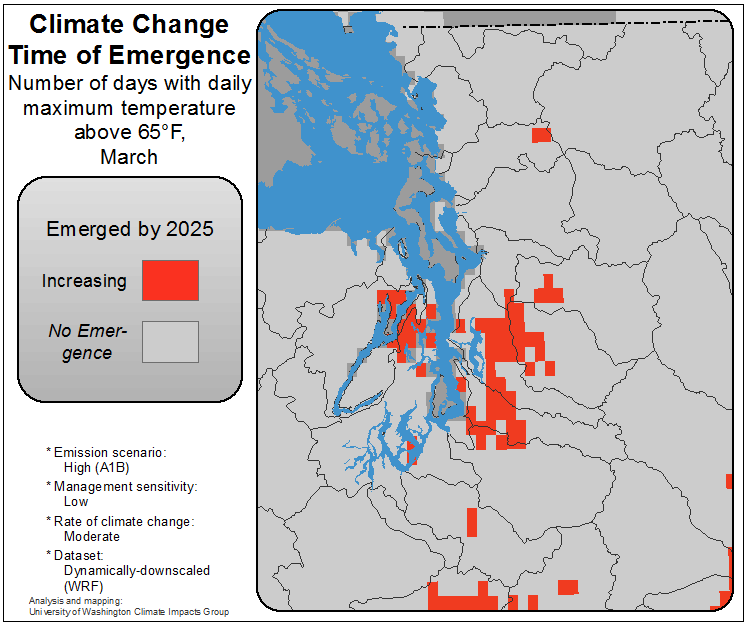 Climate Change
Time of Emergence
Number of days with daily
maximum temperature
above 65°F,
March
Emerged by 2025
Increasing
No Emer-
gence
* Emission scenario:
High (A1B)
* Management sensitivity:
Low
* Rate of climate change:
Moderate
* Dataset:
Dynamically-downscaled
(WRF)
Analysis and mapping:
University of Washington Climate Impacts Group